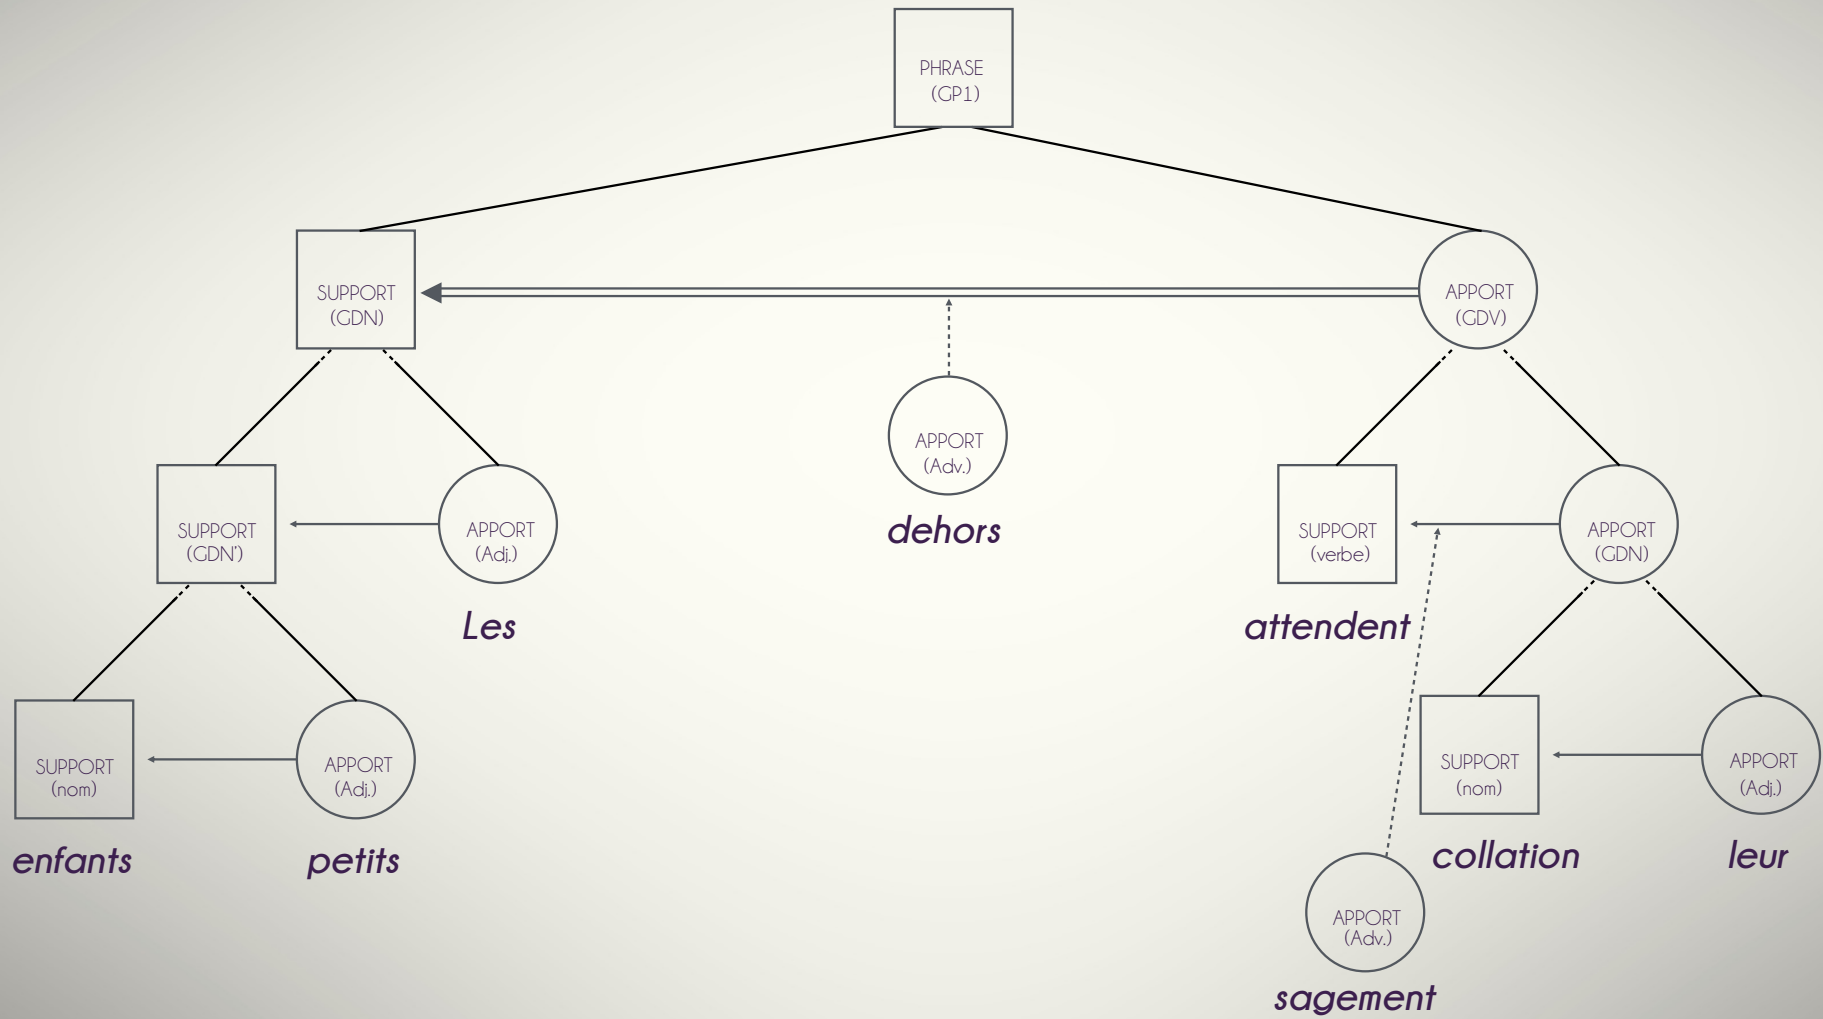 PHRASE
(GP1)
SUPPORT
(GDN)
APPORT
(GDV)
APPORT
(Adv.)
dehors
SUPPORT
(GDN')
APPORT
(Adj.)
Les
SUPPORT
(verbe)
attendent
APPORT
(GDN)
SUPPORT
(nom)
enfants
APPORT
(Adj.)
petits
SUPPORT
(nom)
collation
APPORT
(Adj.)
leur
APPORT
(Adv.)
sagement